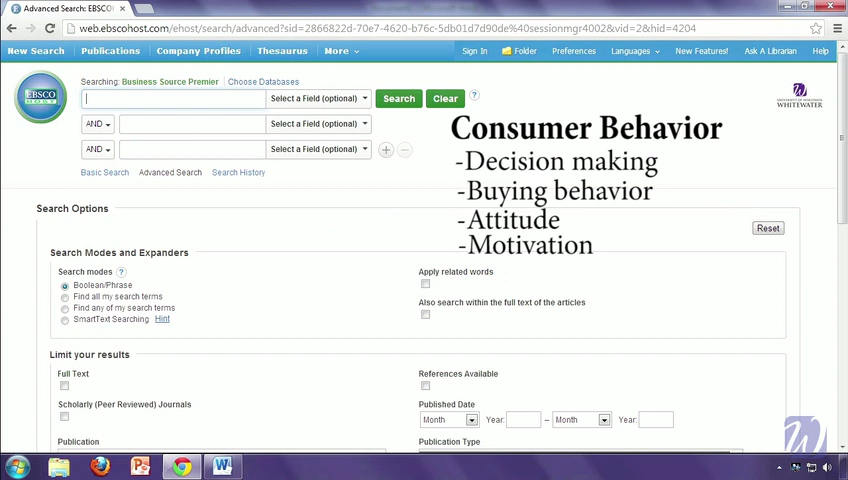 Advanced Search: EBSCO
web.ebscohost.com/ehost/search/advanced?sid=2866822d-70e7-4620-b76c-5db01d7d90de%40sessionmgr4002&vid=2&hid=4204
New Search Publications Company Profiles Thesaurus More Sign In Folder Preferences Languages New Features! Ask A Librarian Help
Searching: Business Source Premier Choose Databases
EBSCO HOST
Select a Field (optional) Search Clear ?
WHITEWATER
AND Select a Field (optional)
AND Select a Field (optional)
Basic Search Advanced Search Search History
Consumer Behavior
-Decision making
-Buying behavior
-Attitude
-Motivation
Search Options
Reset
Search Modes and Expanders
Search modes ?
Boolean/Phrase
Find all my search terms
Find any of my search terms
SmartText Searching Hint
Apply related words
Also search within the full text of the articles
Limit your results
Full Text
References Available
Scholarly (Peer Reviewed) Journals
Published Date
Month Year: – Month Year:
Publication
Publication Type